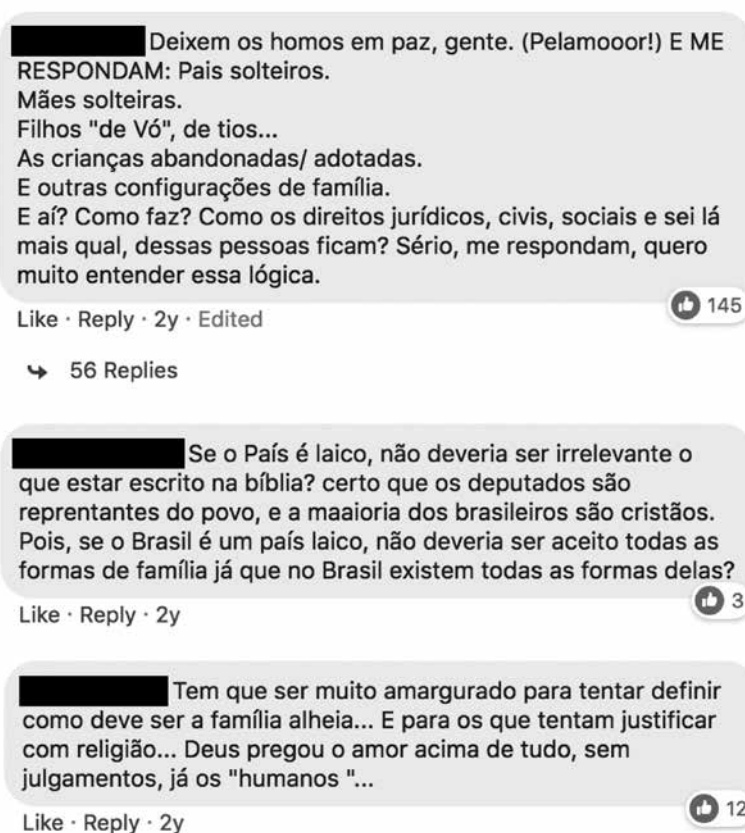 Deixem os homos em paz, gente. (Pelamooor!) E ME
RESPONDAM: Pais solteiros.
Mães solteiras.
Filhos "de Vó", de tios...
As crianças abandonadas/ adotadas.
E outras configurações de família.
E aí? Como faz? Como os direitos jurídicos, civis, sociais e sei lá
mais qual, dessas pessoas ficam? Sério, me respondam, quero
muito entender essa lógica.
145
Like · Reply · 2y · Edited
56 Replies
Se o País é laico, não deveria ser irrelevante o
que estar escrito na bíblia? certo que os deputados são
reprentantes do povo, e a maaioria dos brasileiros são cristãos.
Pois, se o Brasil é um país laico, não deveria ser aceito todas as
formas de família já que no Brasil existem todas as formas delas?
3
Like · Reply · 2y
Tem que ser muito amargurado para tentar definir
como deve ser a família alheia... E para os que tentam justificar
com religião... Deus pregou o amor acima de tudo, sem
julgamentos, já os "humanos "...
12
Like · Reply · 2y